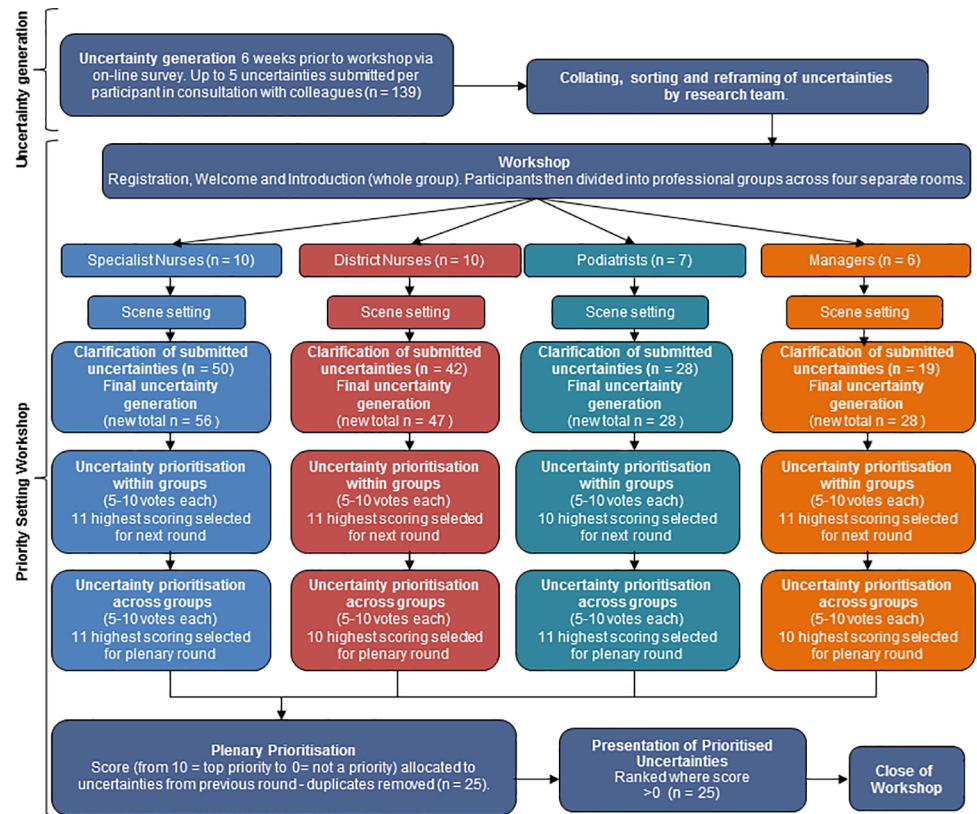 Uncertainty generation
Uncertainty generation 6 weeks prior to workshop via
on-line survey. Up to 5 uncertainties submitted per
participant in consultation with colleagues (n = 139)
Collating, sorting and reframing of uncertainties
by research team.
Priority Setting Workshop
Workshop
Registration, Welcome and Introduction (whole group). Participants then divided into professional groups across four separate rooms.
Specialist Nurses (n = 10)
District Nurses (n = 10)
Podiatrists (n = 7)
Managers (n = 6)
Scene setting
Scene setting
Scene setting
Scene setting
Clarification of submitted
uncertainties (n = 50)
Final uncertainty
generation
(new total n = 56 )
Clarification of submitted
uncertainties (n = 42)
Final uncertainty
generation
(new total n = 47 )
Clarification of submitted
uncertainties (n =28)
Final uncertainty
generation
(new total n = 28 )
Clarification of submitted
uncertainties (n = 19)
Final uncertainty
generation
(new total n = 28 )
Uncertainty prioritisation
within groups
(5-10 votes each)
11 highest scoring selected
for next round
Uncertainty prioritisation
within groups
(5-10 votes each)
11 highest scoring selected
for next round
Uncertainty prioritisation
within groups
(5-10 votes each)
10 highest scoring selected
for next round
Uncertainty prioritisation
within groups
(5-10 votes each)
11 highest scoring selected
for next round
Uncertainty prioritisation
across groups
(5-10 votes each)
11 highest scoring selected
for plenary round
Uncertainty prioritisation
across groups
(5-10 votes each)
10 highest scoring selected
for plenary round
Uncertainty prioritisation
across groups
(5-10 votes each)
11 highest scoring selected
for plenary round
Uncertainty prioritisation
across groups
(5-10 votes each)
10 highest scoring selected
for plenary round
Plenary Prioritisation
Score (from 10 = top priority to 0= not a priority) allocated to
uncertainties from previous round - duplicates removed (n = 25).
Presentation of Prioritised
Uncertainties
Ranked where score
>0 (n = 25)
Close of
Workshop